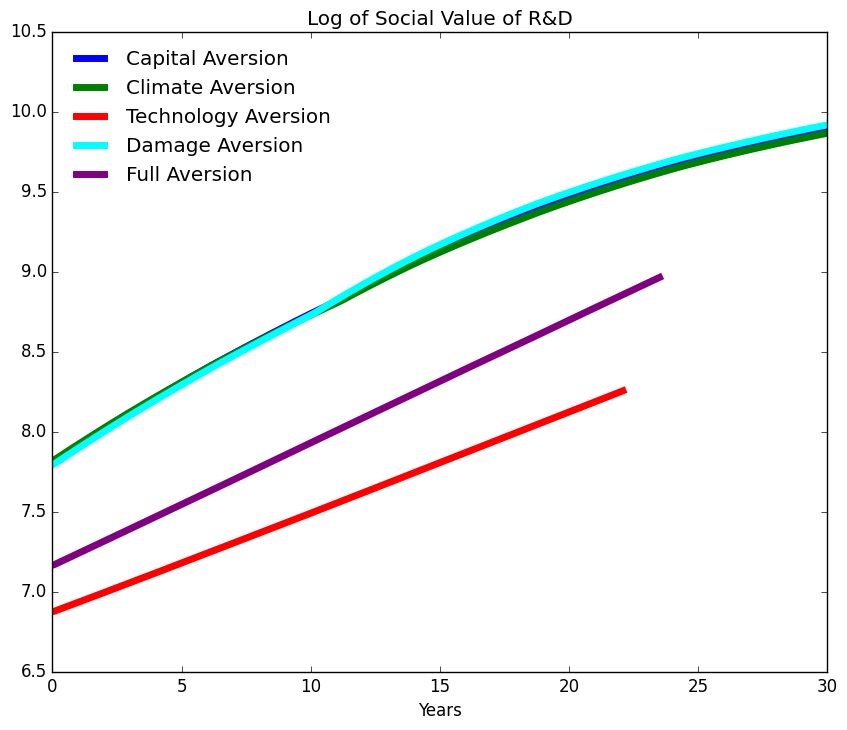 Log of Social Value of R&D
10.5
10.0
9.5
9.0
8.5
8.0
7.5
7.0
6.5
Capital Aversion
Climate Aversion
Technology Aversion
Damage Aversion
Full Aversion
0 5 10 15 20 25 30
Years